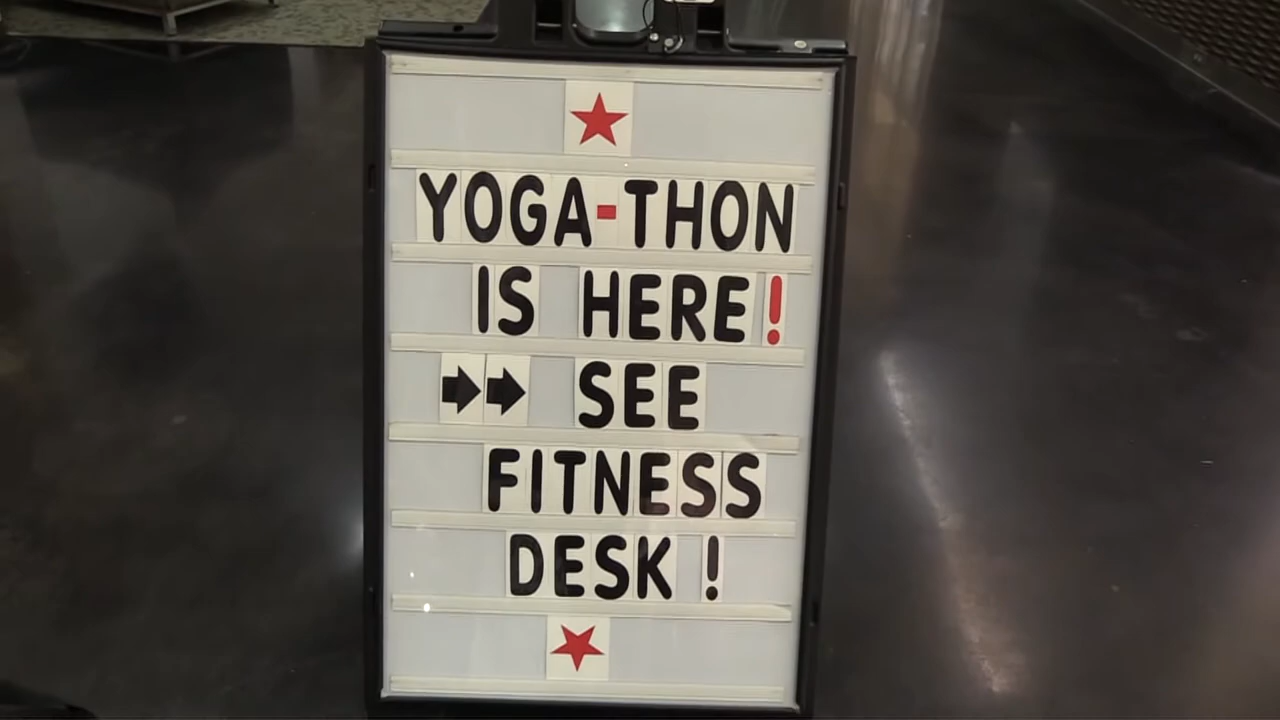 YOGA-THON
IS HERE!
➡➡ SEE
FITNESS
DESK !